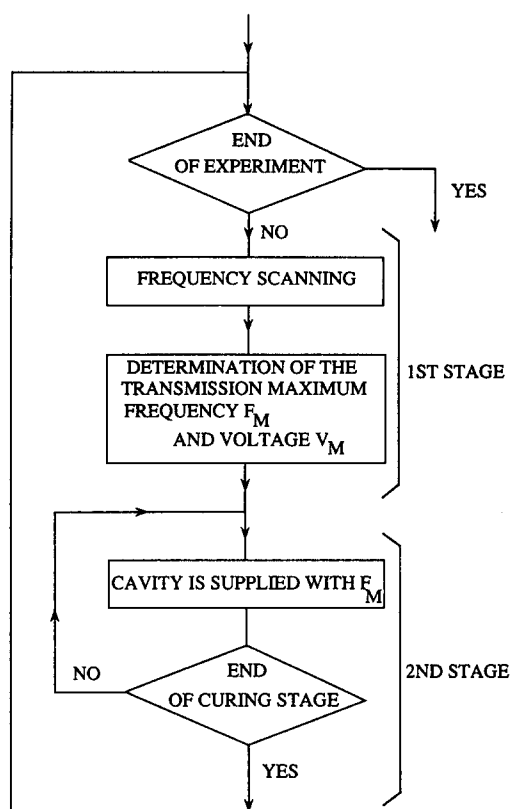 END
OF EXPERIMENT
YES
NO
FREQUENCY SCANNING
DETERMINATION OF THE
TRANSMISSION MAXIMUM
FREQUENCY F_M
AND VOLTAGE V_M
1ST STAGE
CAVITY IS SUPPLIED WITH F_M
NO
END
OF CURING STAGE
2ND STAGE
YES